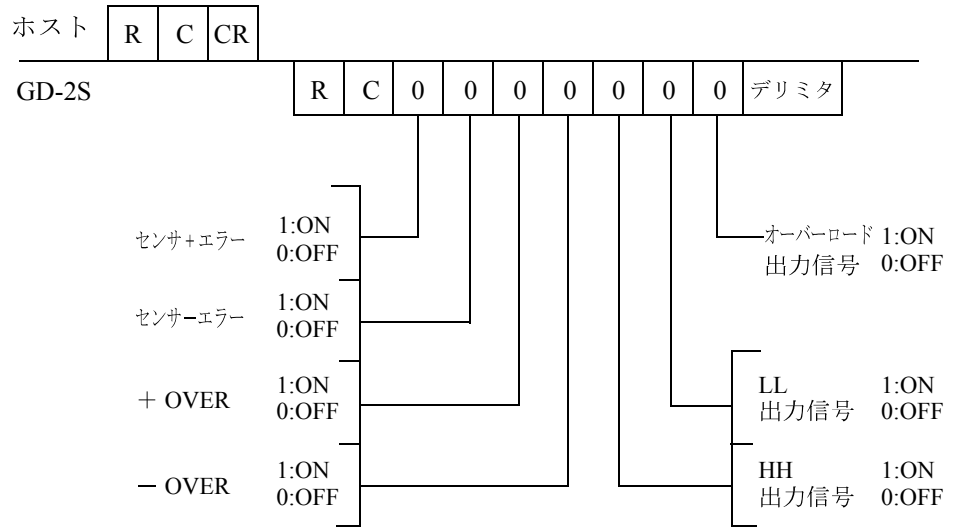 ホスト R C CR
GD-2S R C 0 0 0 0 0 0 0 デリミタ
センサ+エラー 1:ON
0:OFF
オーバーロード 1:ON
出力信号 0:OFF
センサ−エラー 1:ON
0:OFF
+ OVER 1:ON
0:OFF
LL 1:ON
出力信号 0:OFF
− OVER 1:ON
0:OFF
HH 1:ON
出力信号 0:OFF